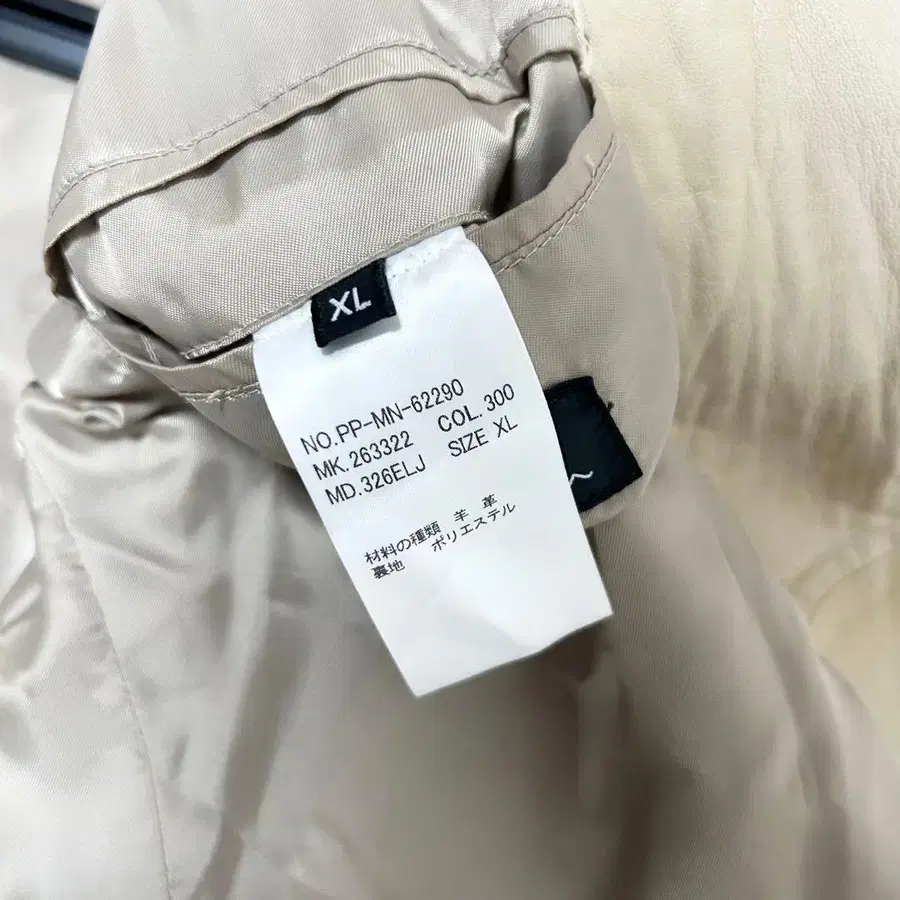 XL
NO.PP-MN-62290
MK.263322 COL.300
MD.326ELJ SIZE XL
材料の種類 羊 革
裏地 ポリエステル